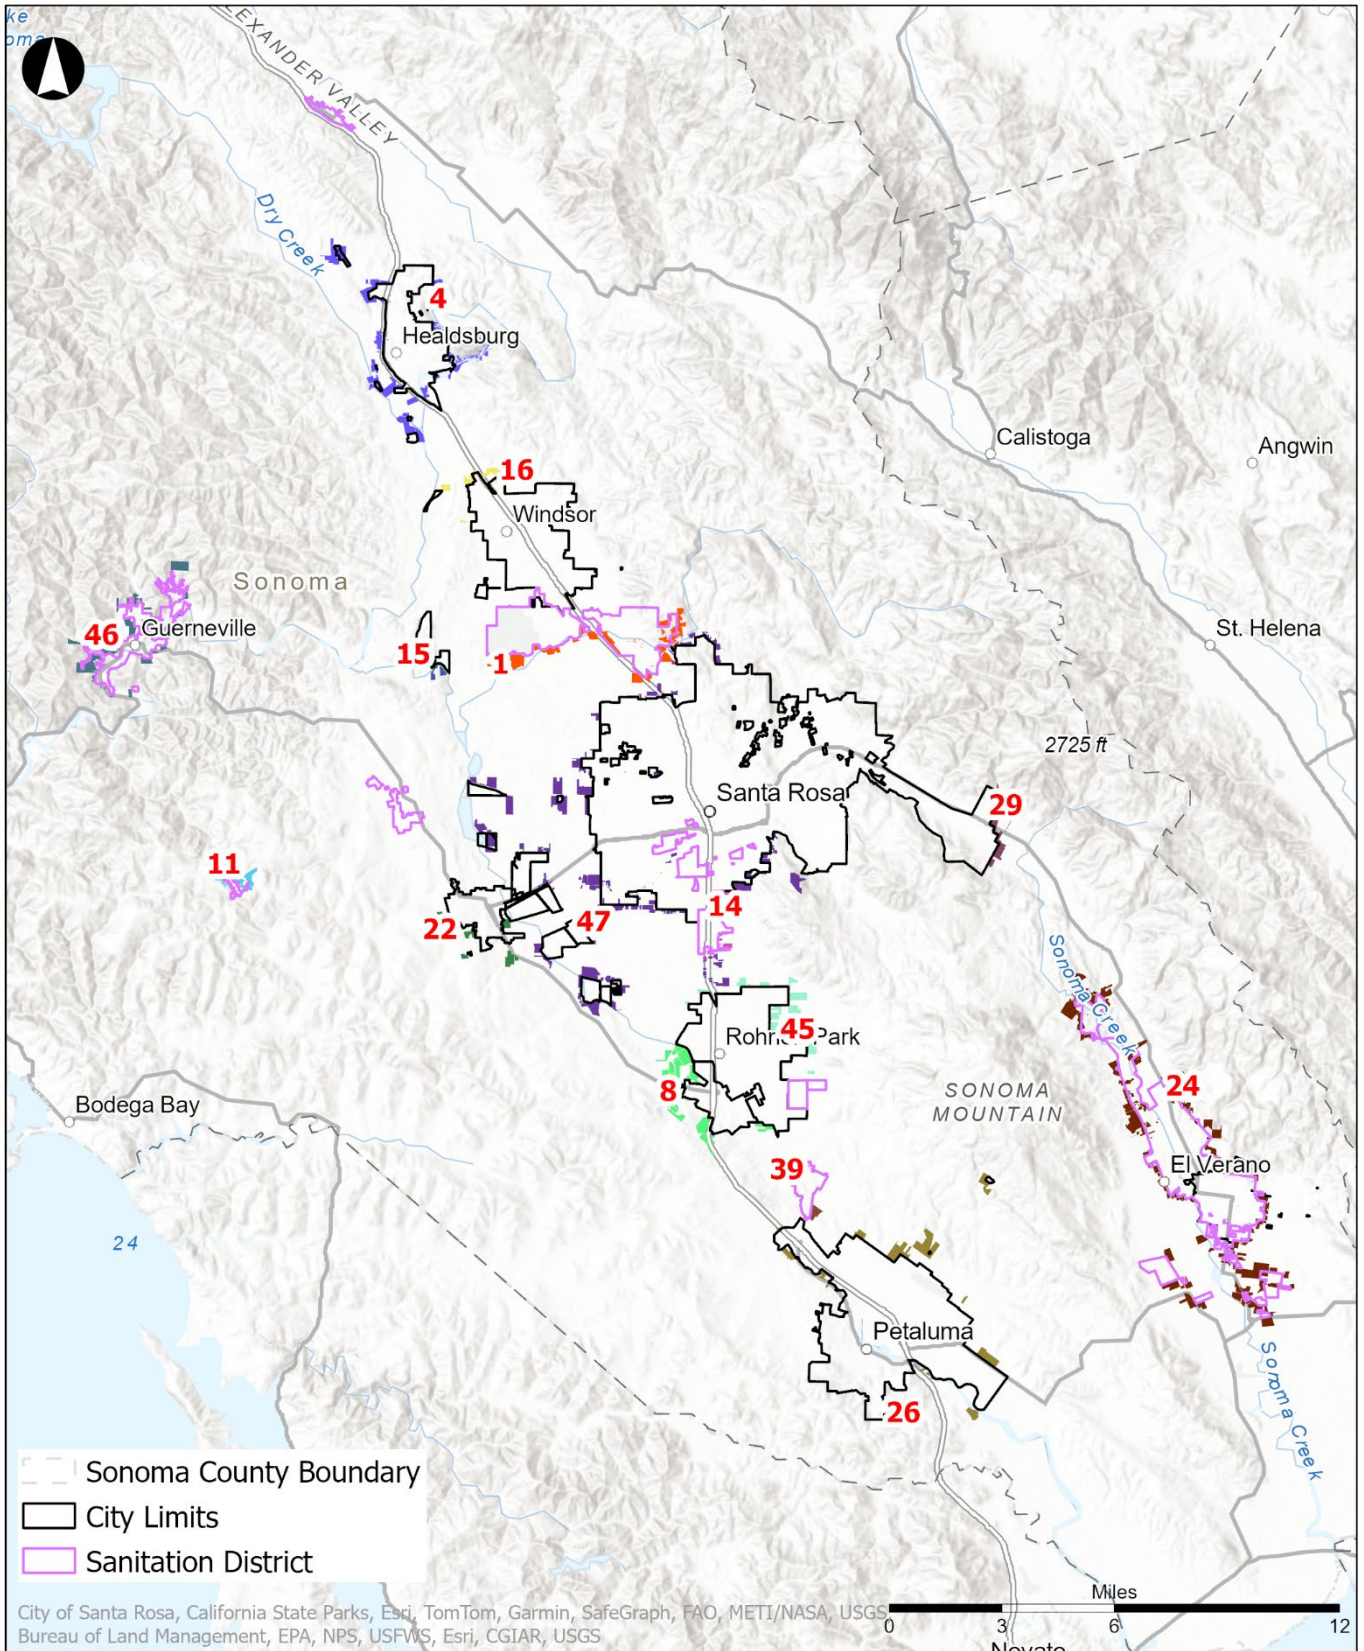 ke
oma
ALEXANDER VALLEY
Dry Creek
4
Healdsburg
16
Calistoga
Angwin
Windsor
Sonoma
46
Guerneville
15
1
St. Helena
2725 ft
Santa Rosa
29
11
14
22
47
Sonoma Creek
45
Rohnert Park
8
SONOMA
MOUNTAIN
24
Bodega Bay
39
El Verano
24
Petaluma
26
Sonoma Creek
Sonoma County Boundary
City Limits
Sanitation District
City of Santa Rosa, California State Parks, Esri, TomTom, Garmin, SafeGraph, FAO, METI/NASA, USGS
Bureau of Land Management, EPA, NPS, USFWS, Esri, CGIAR, USGS
Miles
0 3 6 12
Novato